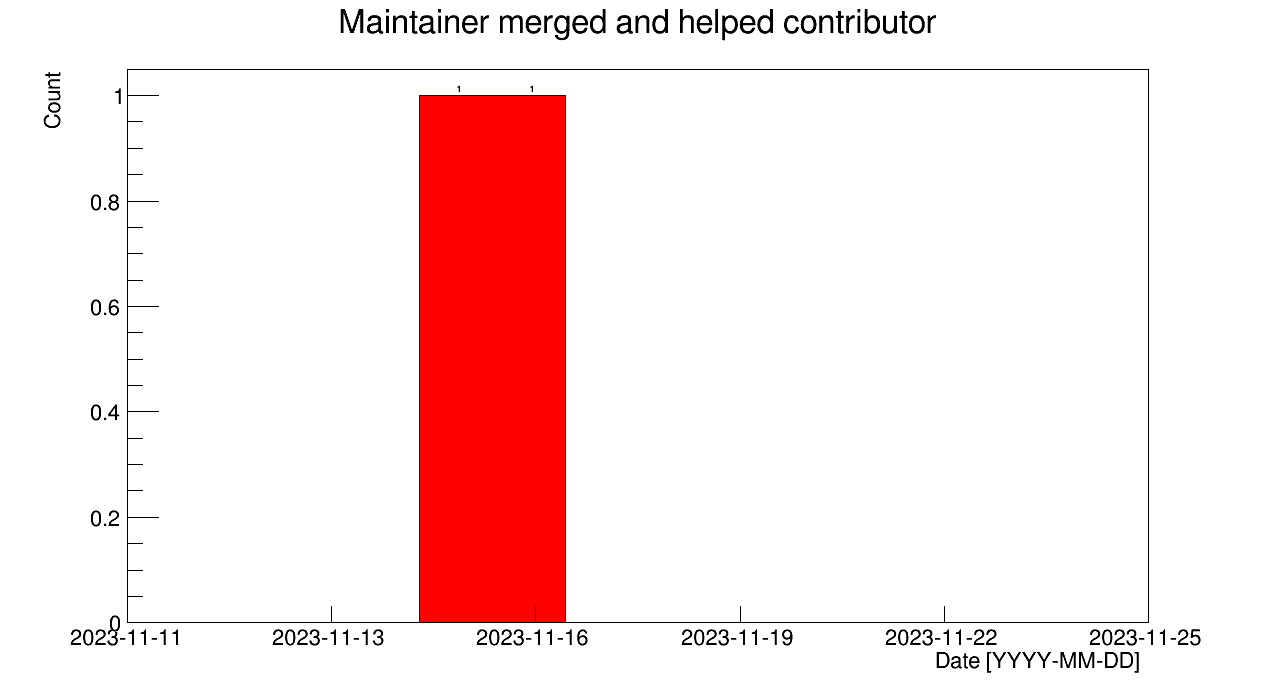 Maintainer merged and helped contributor
Count
1
1 1
0.8
0.6
0.4
0.2
0
2023-11-11 2023-11-13 2023-11-16 2023-11-19 2023-11-22 2023-11-25
Date [YYYY-MM-DD]